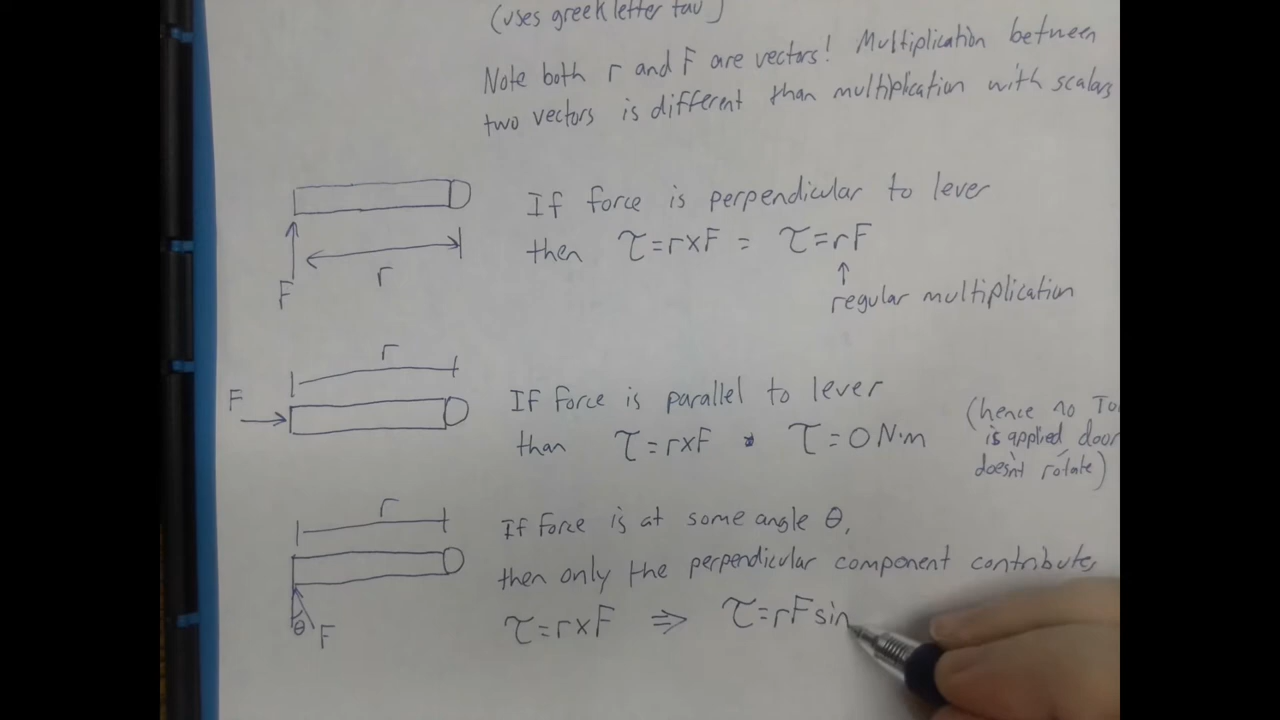 (uses greek letter tau)
Note both r and F are vectors! Multiplication between
two vectors is different than multiplication with scalars
If force is perpendicular to lever
then τ=r×F = τ=rF
↑
regular multiplication
F
r
r
F
If force is parallel to lever
than τ=r×F τ=0 N·m
(hence no To
is applied door
doesn't rotate)
r
If force is at some angle θ,
then only the perpendicular component contributes
τ=r×F ⇒ τ=rFsin
θ F